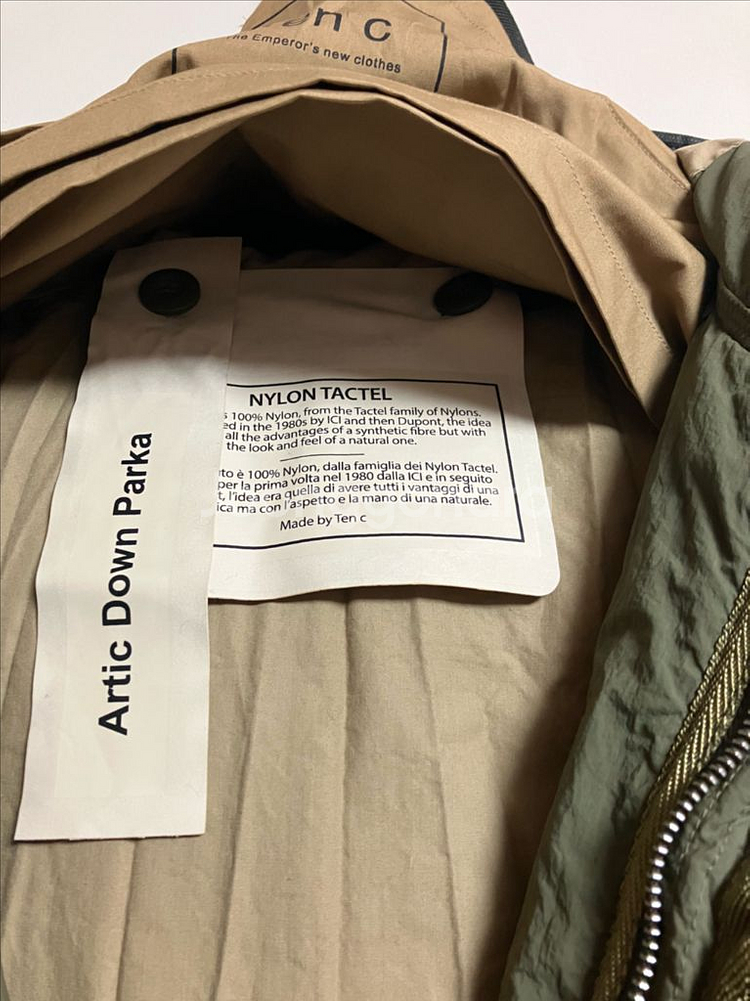 Ten C
The Emperor's new clothes
NYLON TACTEL
100% Nylon, from the Tactel family of Nylons.
in the 1980s by ICI and then Dupont, the idea
all the advantages of a synthetic fibre but with
the look and feel of a natural one.
è 100% Nylon, dalla famiglia dei Nylon Tactel.
per la prima volta nel 1980 dalla ICI e in seguito
l'idea era quella di avere tutti i vantaggi di una
ma con l'aspetto e la mano di una naturale.
Made by Ten c
Artic Down Parka